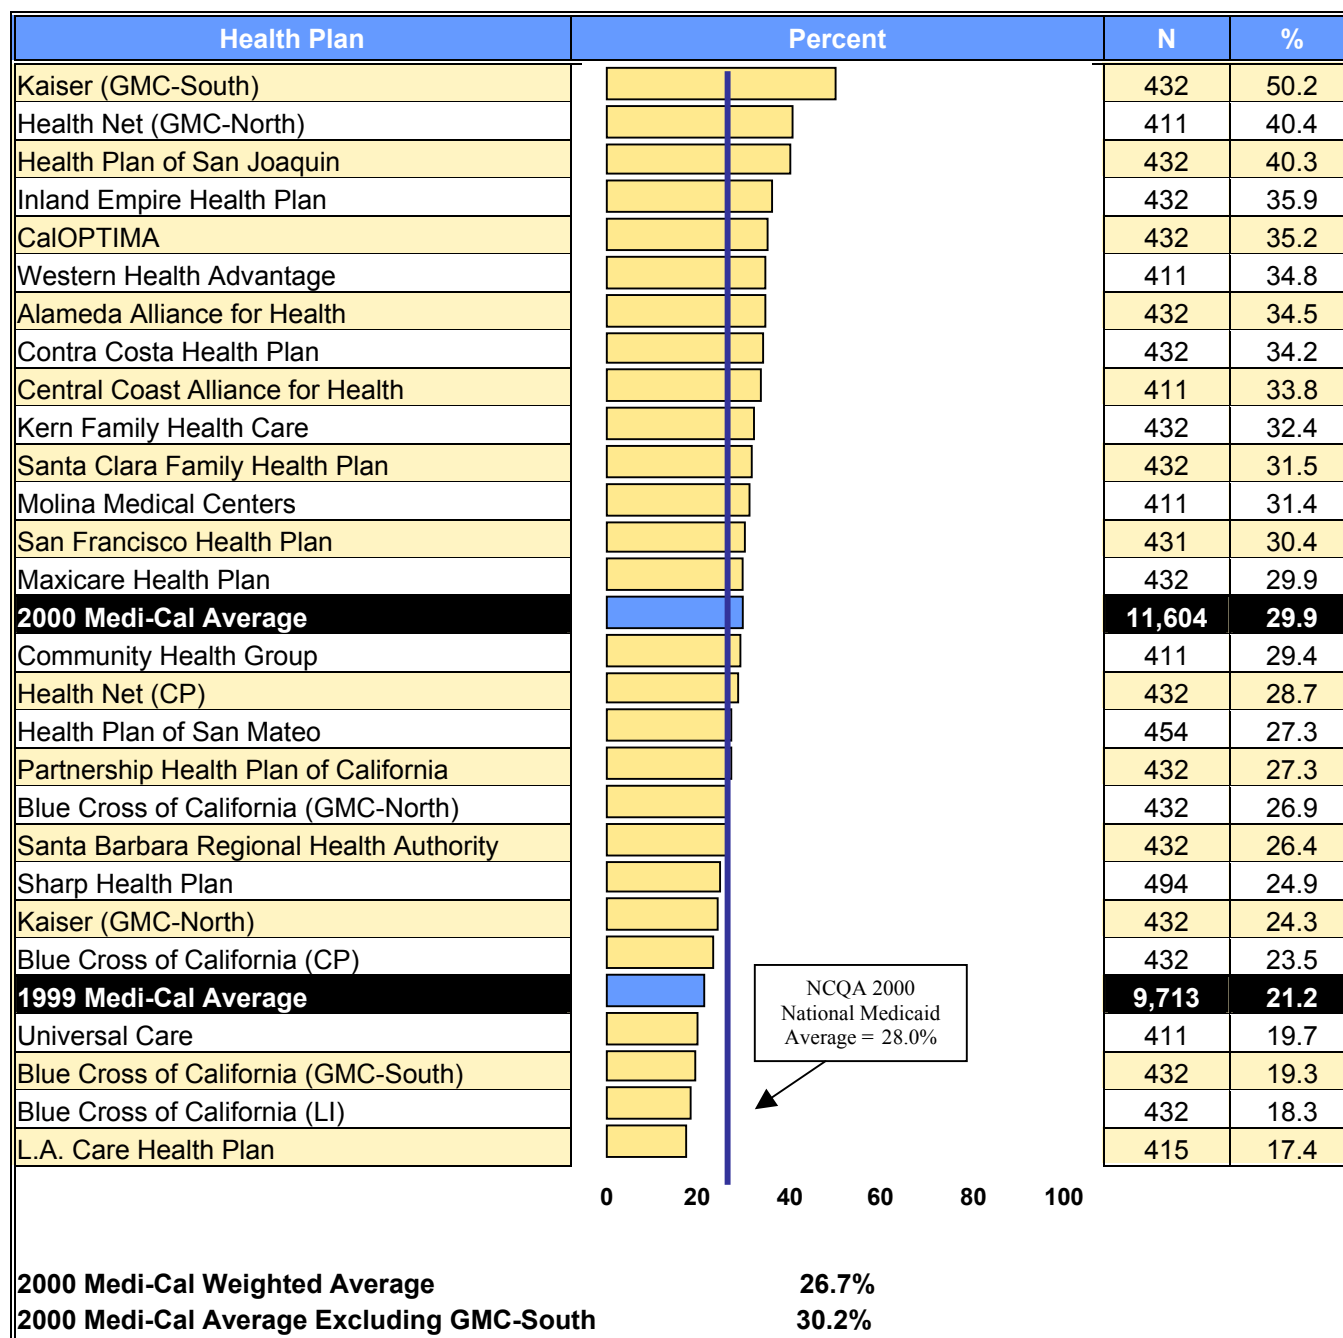 Health Plan Percent N %
Kaiser (GMC-South) 432 50.2
Health Net (GMC-North) 411 40.4
Health Plan of San Joaquin 432 40.3
Inland Empire Health Plan 432 35.9
CalOPTIMA 432 35.2
Western Health Advantage 411 34.8
Alameda Alliance for Health 432 34.5
Contra Costa Health Plan 432 34.2
Central Coast Alliance for Health 411 33.8
Kern Family Health Care 432 32.4
Santa Clara Family Health Plan 432 31.5
Molina Medical Centers 411 31.4
San Francisco Health Plan 431 30.4
Maxicare Health Plan 432 29.9
2000 Medi-Cal Average 11,604 29.9
Community Health Group 411 29.4
Health Net (CP) 432 28.7
Health Plan of San Mateo 454 27.3
Partnership Health Plan of California 432 27.3
Blue Cross of California (GMC-North) 432 26.9
Santa Barbara Regional Health Authority 432 26.4
Sharp Health Plan 494 24.9
Kaiser (GMC-North) 432 24.3
Blue Cross of California (CP) 432 23.5
1999 Medi-Cal Average 9,713 21.2
NCQA 2000
National Medicaid
Average = 28.0%
Universal Care 411 19.7
Blue Cross of California (GMC-South) 432 19.3
Blue Cross of California (LI) 432 18.3
L.A. Care Health Plan 415 17.4
0 20 40 60 80 100
2000 Medi-Cal Weighted Average 26.7%
2000 Medi-Cal Average Excluding GMC-South 30.2%